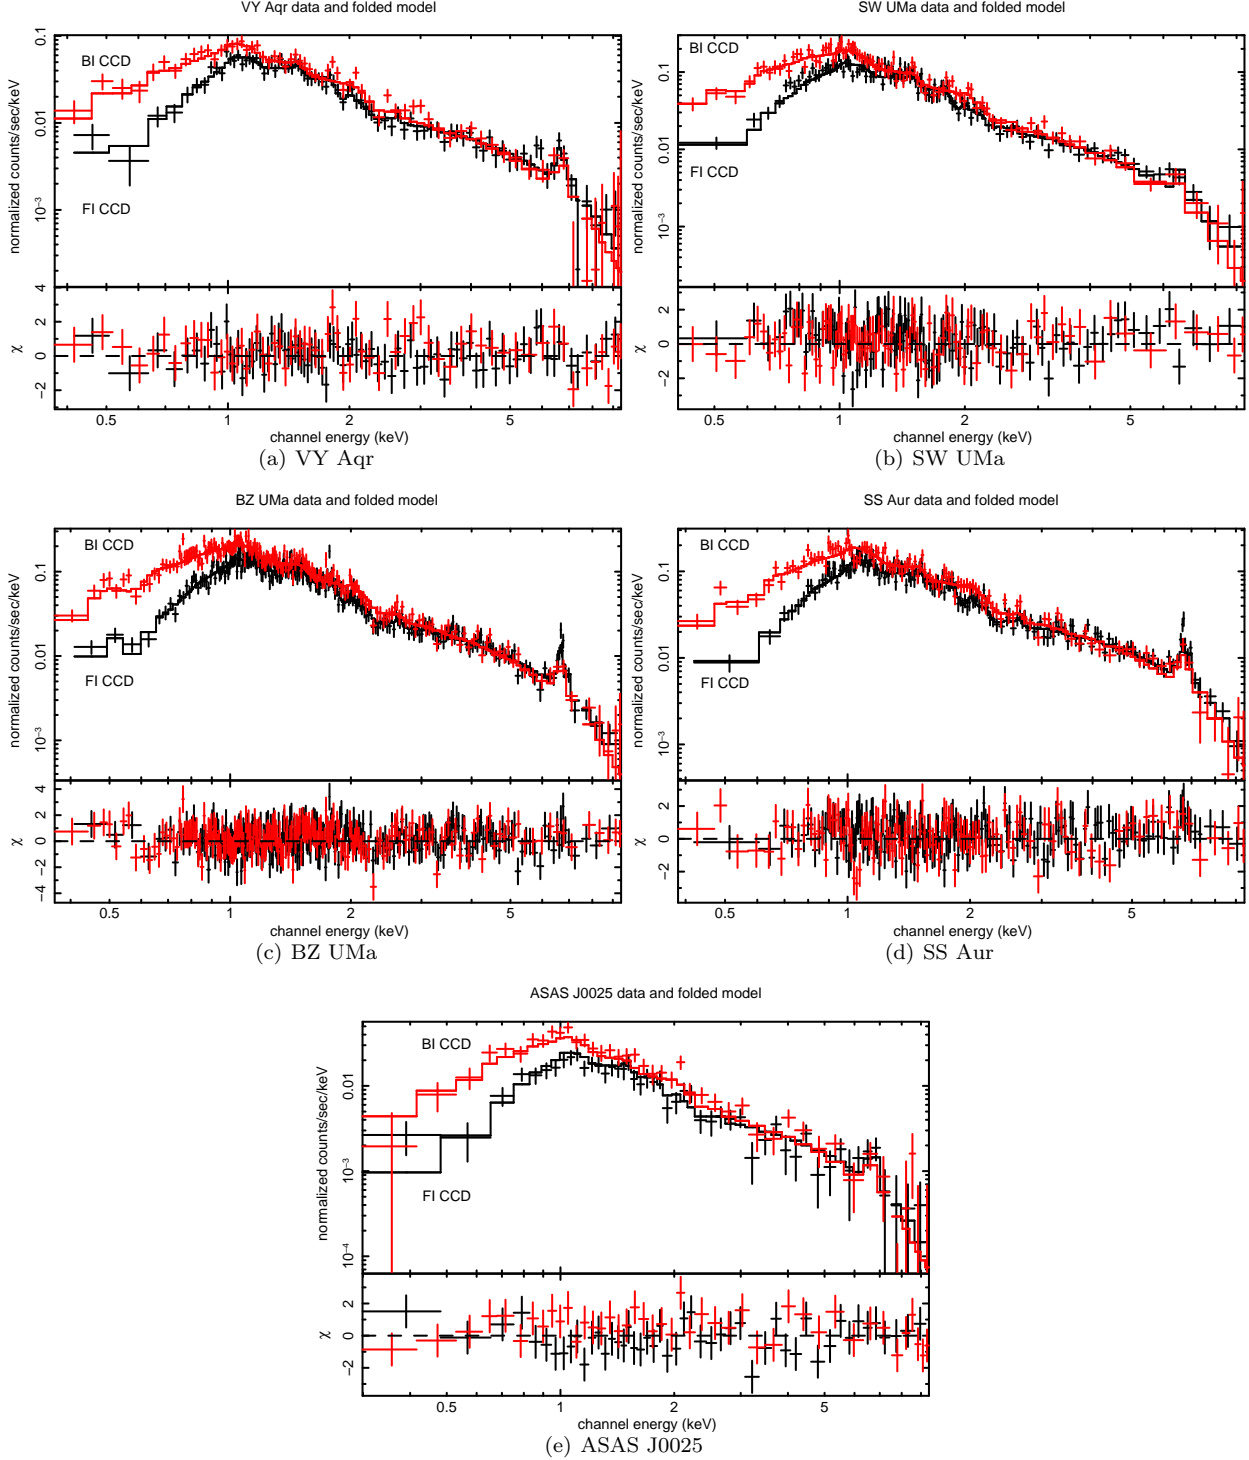 VY Aqr data and folded model
normalized counts/sec/keV
0.1
0.01
10⁻³
BI CCD
FI CCD
χ
4
2
0
−2
0.5 1 2 5
channel energy (keV)
(a) VY Aqr
SW UMa data and folded model
normalized counts/sec/keV
0.1
0.01
10⁻³
BI CCD
FI CCD
χ
2
0
−2
0.5 1 2 5
channel energy (keV)
(b) SW UMa
BZ UMa data and folded model
normalized counts/sec/keV
0.1
0.01
10⁻³
BI CCD
FI CCD
χ
4
2
0
−2
−4
0.5 1 2 5
channel energy (keV)
(c) BZ UMa
SS Aur data and folded model
normalized counts/sec/keV
0.1
0.01
10⁻³
BI CCD
FI CCD
χ
2
0
−2
0.5 1 2 5
channel energy (keV)
(d) SS Aur
ASAS J0025 data and folded model
normalized counts/sec/keV
0.01
10⁻³
10⁻⁴
BI CCD
FI CCD
χ
2
0
−2
0.5 1 2 5
channel energy (keV)
(e) ASAS J0025